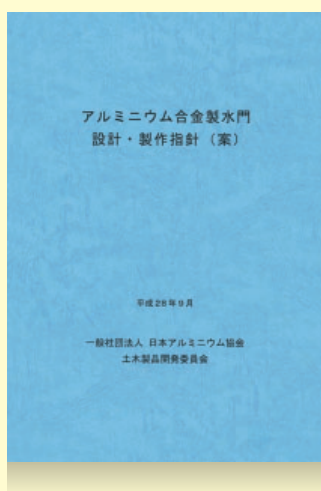 アルミニウム合金製水門
設計・製作指針（案）
平成28年9月
一般社団法人 日本アルミニウム協会
土木製品開発委員会